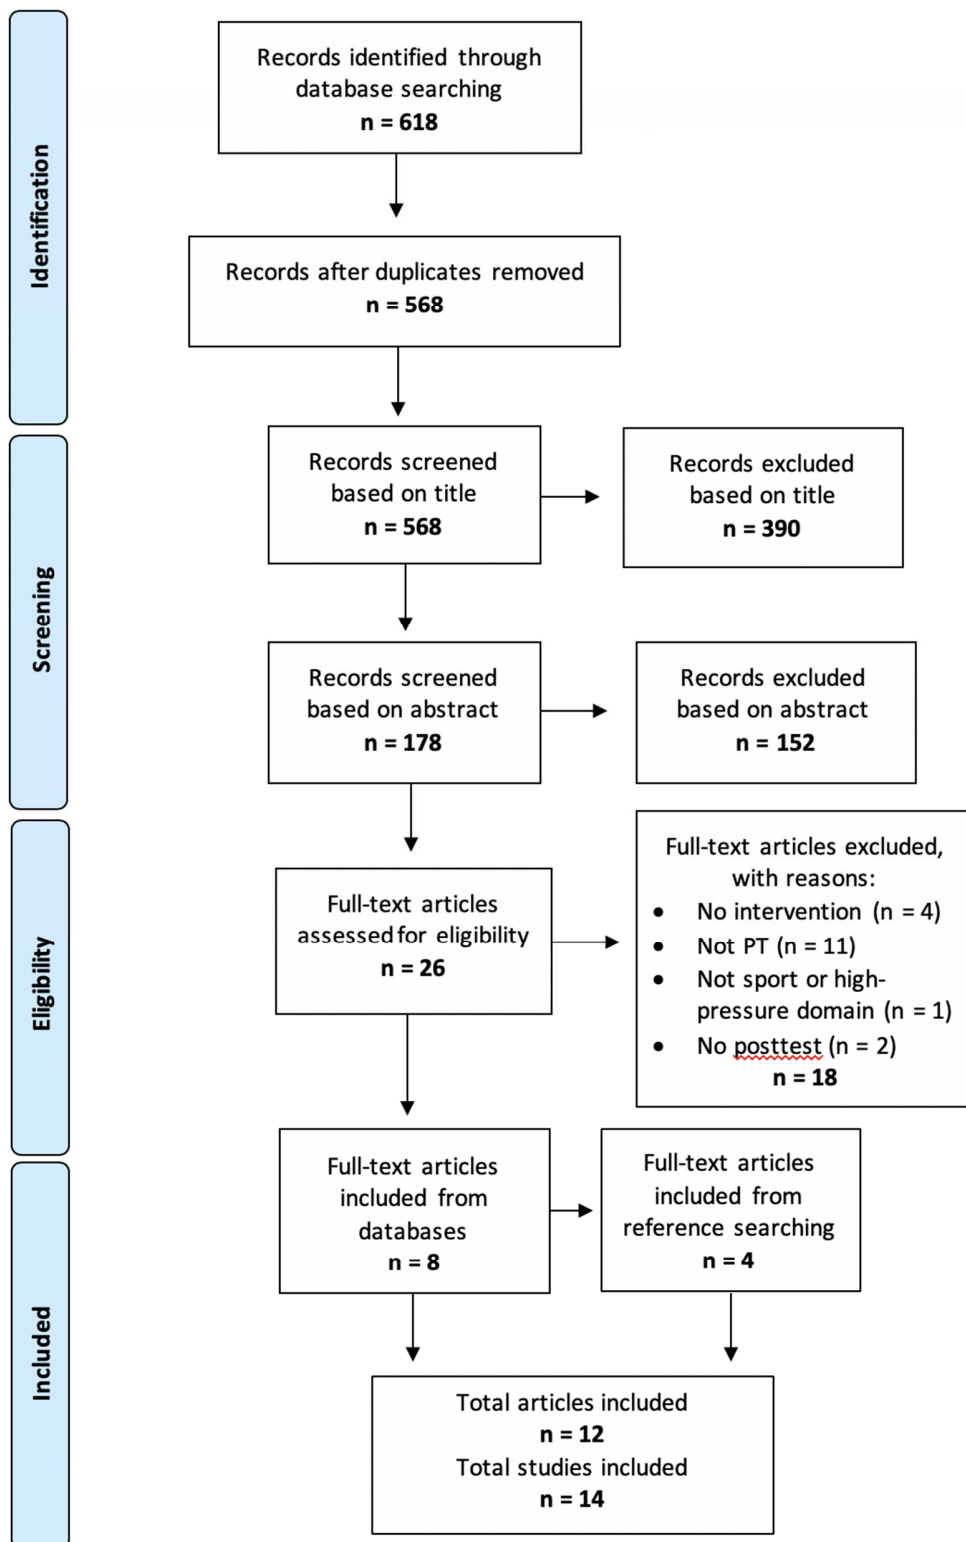 Identification
Records identified through
database searching
n = 618
Records after duplicates removed
n = 568
Screening
Records screened
based on title
n = 568
Records excluded
based on title
n = 390
Records screened
based on abstract
n = 178
Records excluded
based on abstract
n = 152
Eligibility
Full-text articles
assessed for eligibility
n = 26
Full-text articles excluded,
with reasons:
• No intervention (n = 4)
• Not PT (n = 11)
• Not sport or high-
pressure domain (n = 1)
• No posttest (n = 2)
n = 18
Included
Full-text articles
included from
databases
n = 8
Full-text articles
included from
reference searching
n = 4
Total articles included
n = 12
Total studies included
n = 14